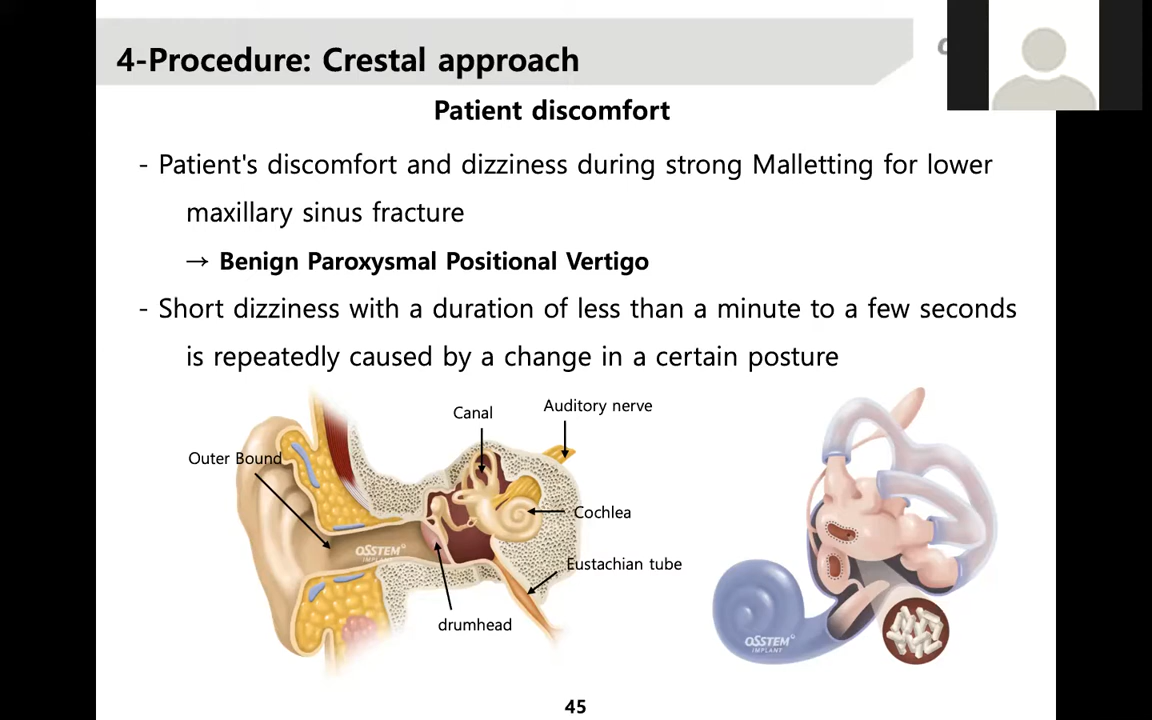 4-Procedure: Crestal approach
Patient discomfort
- Patient's discomfort and dizziness during strong Malletting for lower
maxillary sinus fracture
→ Benign Paroxysmal Positional Vertigo
- Short dizziness with a duration of less than a minute to a few seconds
is repeatedly caused by a change in a certain posture
Canal
Auditory nerve
Outer Bound
Cochlea
OSSTEM
IMPLANT
Eustachian tube
drumhead
OSSTEM
IMPLANT
45